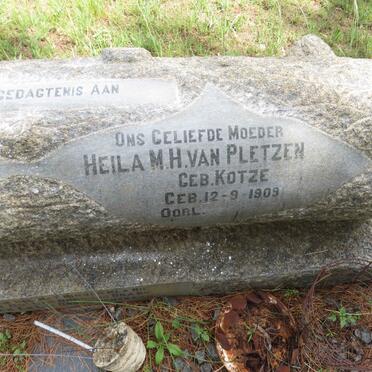 GEDAGTENIS AAN
ONS GELIEFDE MOEDER
HEILA M.H. VAN PLETZEN
GEB. KOTZE
GEB. 12-9-1909
OORL.